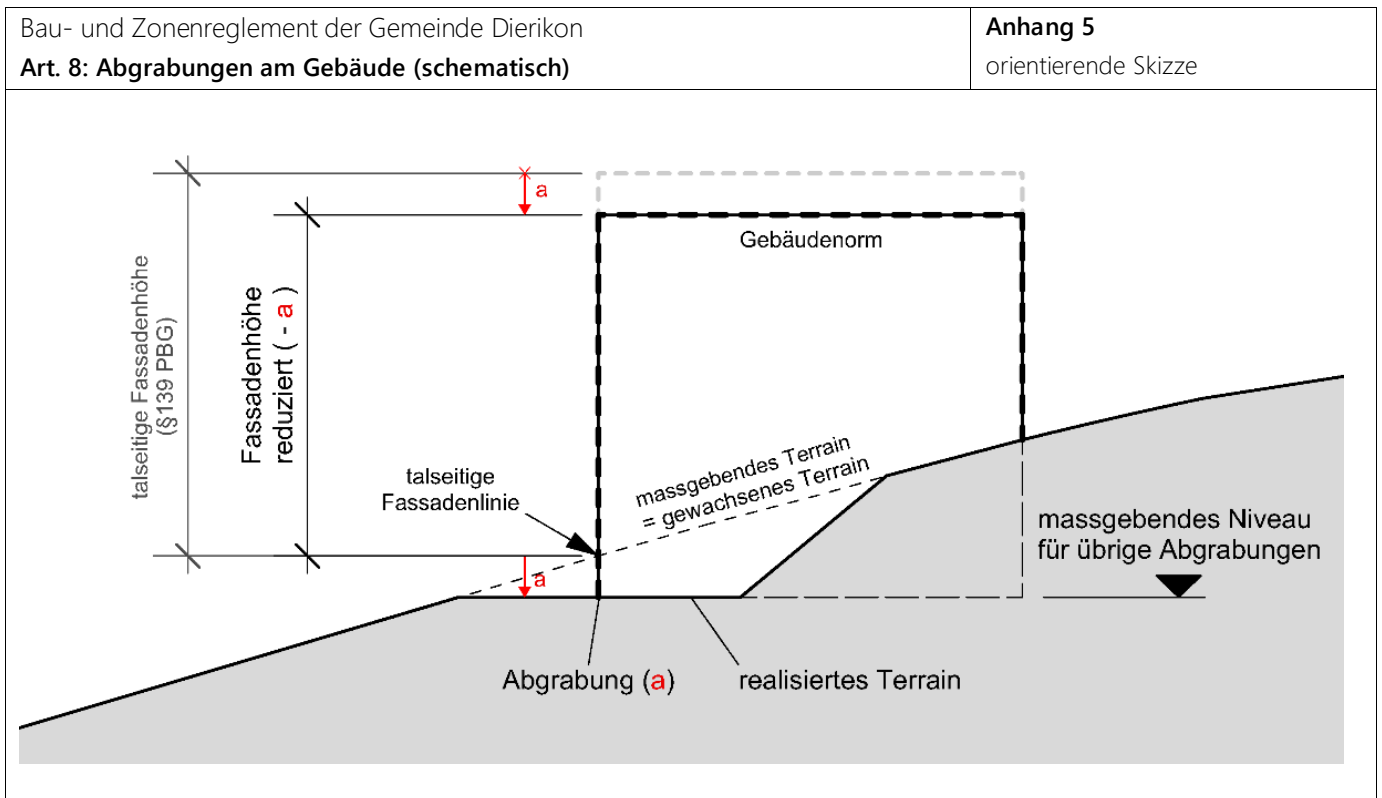 Bau- und Zonenreglement der Gemeinde Dierikon
Art. 8: Abgrabungen am Gebäude (schematisch)
Anhang 5
orientierende Skizze
a
Gebäudenorm
talseitige Fassadenhöhe
(§139 PBG)
Fassadenhöhe
reduziert ( - a )
talseitige
Fassadenlinie
massgebendes Terrain
= gewachsenes Terrain
massgebendes Niveau
für übrige Abgrabungen
a
Abgrabung (a)
realisiertes Terrain